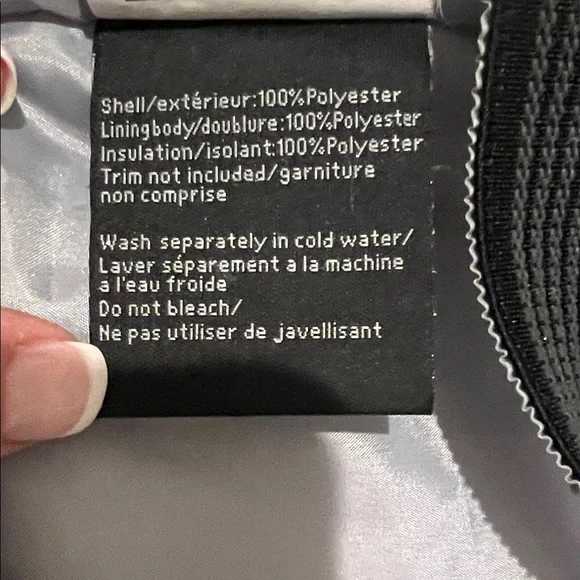 Shell/extérieur:100%Polyester
Liningbody/doublure:100%Polyester
Insulation/isolant:100%Polyester
Trim not included/garniture
non comprise
Wash separately in cold water/
Laver séparement a la machine
a l'eau froide
Do not bleach/
Ne pas utiliser de javellisant